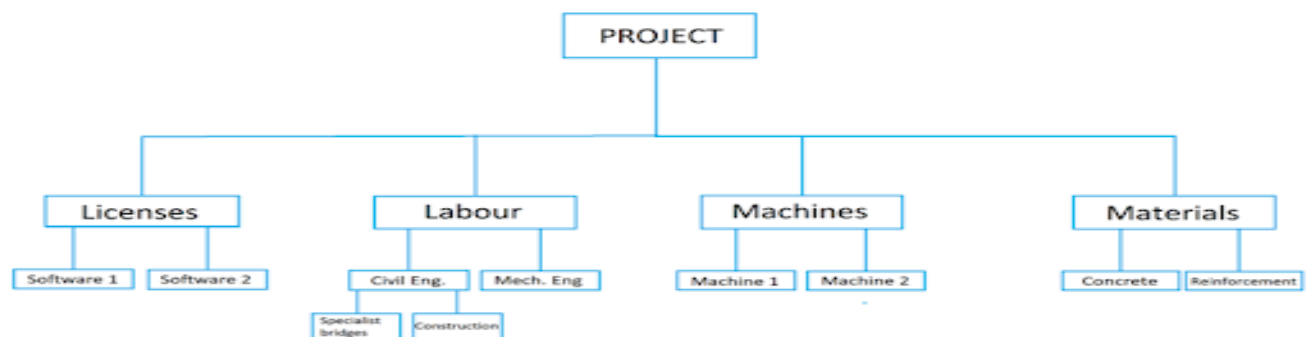 PROJECT
Licenses
Labour
Machines
Materials
Software 1
Software 2
Civil Eng.
Mech. Eng
Machine 1
Machine 2
Concrete
Reinforcement
Specialist
bridges
Construction